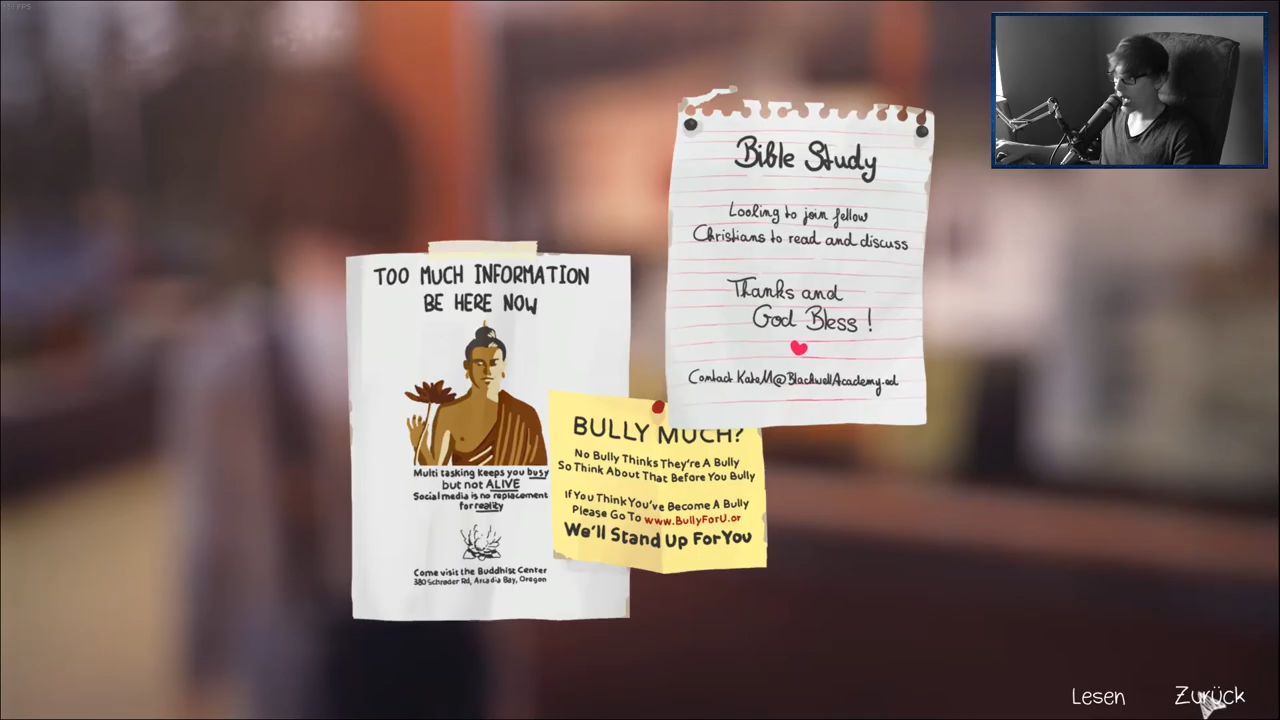 TOO MUCH INFORMATION
BE HERE NOW
Multi tasking keeps you busy
but not ALIVE
Social media is no replacement
for reality
Come visit the Buddhist Center
380 Schroder Rd, Arcadia Bay, Oregon
BULLY MUCH?
No Bully Thinks They're A Bully
So Think About That Before You Bully
If You Think You've Become A Bully
Please Go To www.BullyForU.or
We'll Stand Up For You
Bible Study
Looking to join fellow
Christians to read and discuss
Thanks and
God Bless !
Contact KateM@BlackwellAcademy.ed
Lesen
Zurück